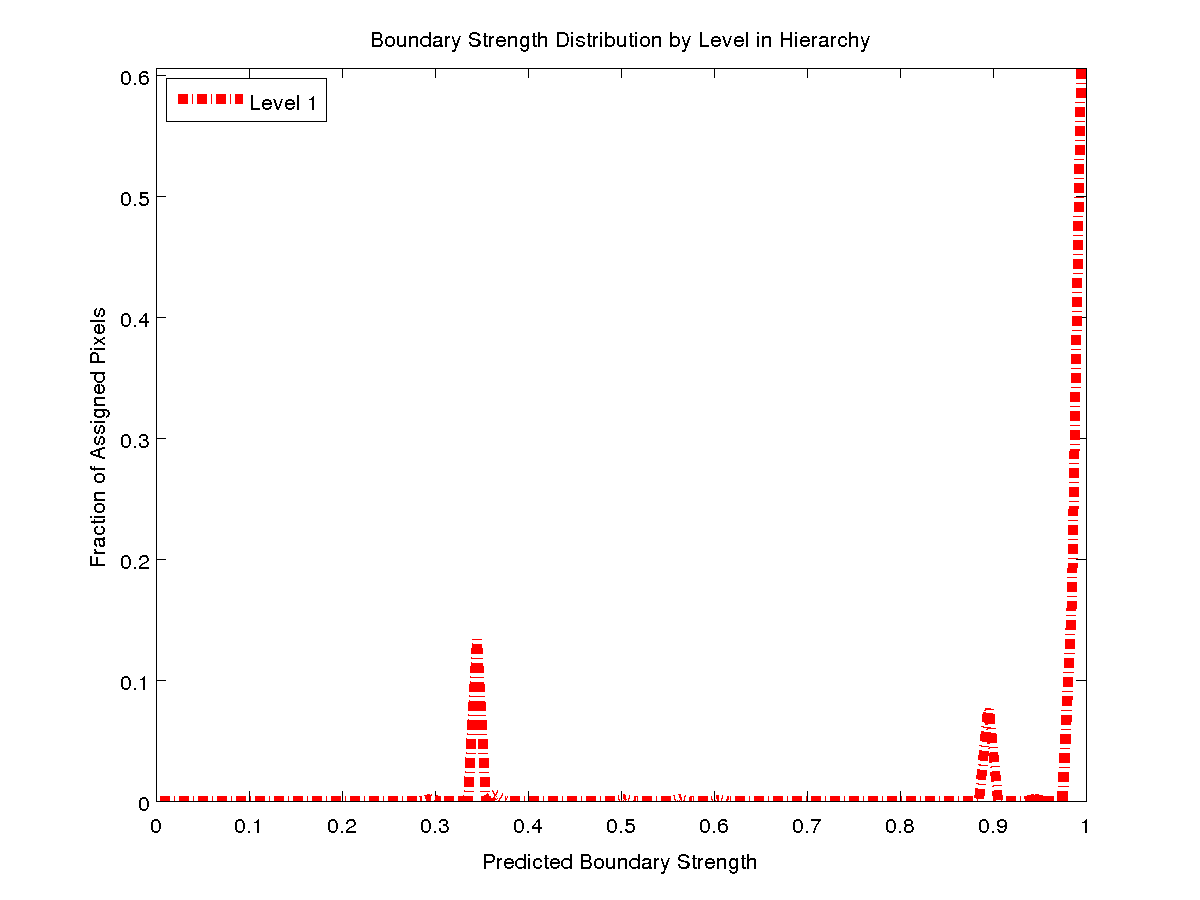 Boundary Strength Distribution by Level in Hierarchy
Level 1
0.6
0.5
0.4
0.3
0.2
0.1
0
Fraction of Assigned Pixels
0 0.1 0.2 0.3 0.4 0.5 0.6 0.7 0.8 0.9 1
Predicted Boundary Strength